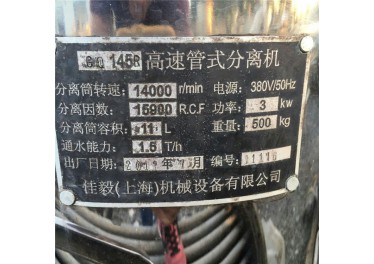 145R 高速管式分离机
分离筒转速: 14000 r/min 电源: 380V/50Hz
分离因数: 15900 R.C.F 功率: 3 kw
分离筒容积: 11 L 重量: 500 kg
通水能力: 1.5 T/h
出厂日期: 年 月 编号:
佳毅(上海)机械设备有限公司